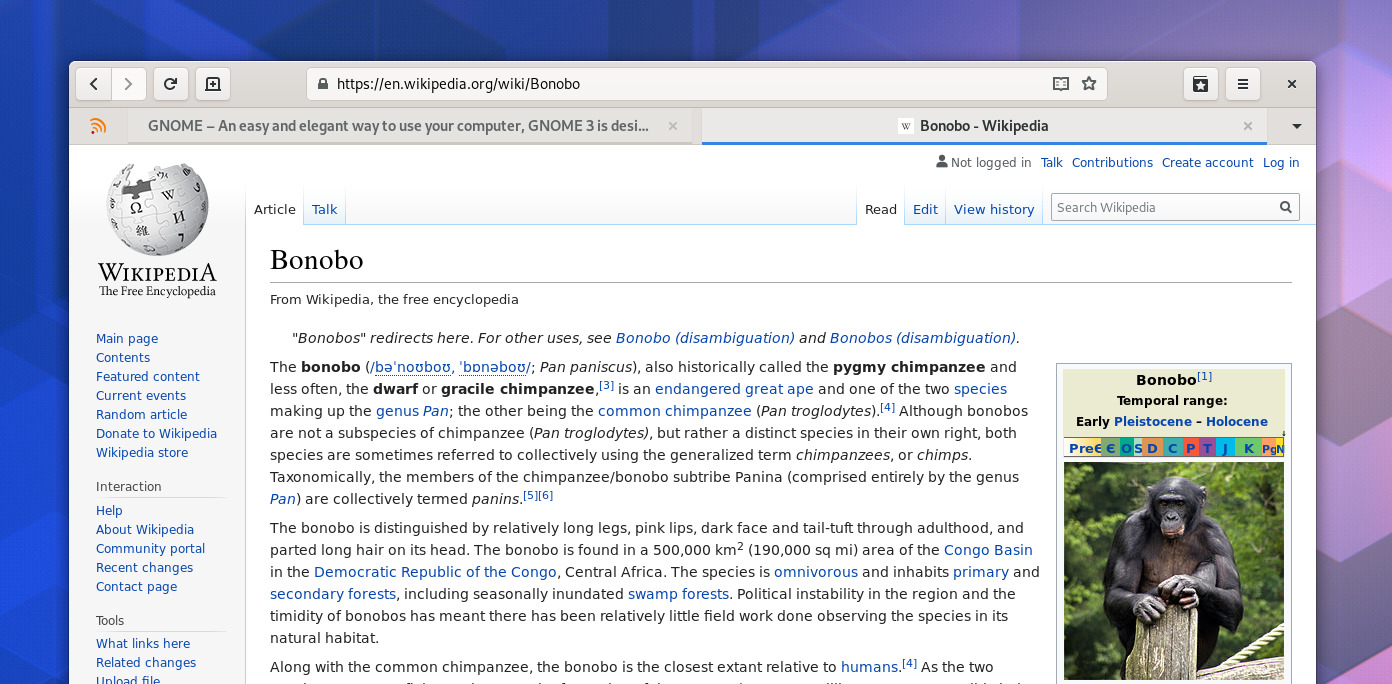 https://en.wikipedia.org/wiki/Bonobo
GNOME – An easy and elegant way to use your computer, GNOME 3 is desi...
W Bonobo - Wikipedia
Not logged in Talk Contributions Create account Log in
Article Talk Read Edit View history Search Wikipedia
WIKIPEDIA
The Free Encyclopedia
Main page
Contents
Featured content
Current events
Random article
Donate to Wikipedia
Wikipedia store
Interaction
Help
About Wikipedia
Community portal
Recent changes
Contact page
Tools
What links here
Related changes
Upload file
Bonobo
From Wikipedia, the free encyclopedia
"Bonobos" redirects here. For other uses, see Bonobo (disambiguation) and Bonobos (disambiguation).
The bonobo (/bəˈnoʊboʊ, ˈbɒnəboʊ/; Pan paniscus), also historically called the pygmy chimpanzee and
less often, the dwarf or gracile chimpanzee,[3] is an endangered great ape and one of the two species
making up the genus Pan; the other being the common chimpanzee (Pan troglodytes).[4] Although bonobos
are not a subspecies of chimpanzee (Pan troglodytes), but rather a distinct species in their own right, both
species are sometimes referred to collectively using the generalized term chimpanzees, or chimps.
Taxonomically, the members of the chimpanzee/bonobo subtribe Panina (comprised entirely by the genus
Pan) are collectively termed panins.[5][6]
The bonobo is distinguished by relatively long legs, pink lips, dark face and tail-tuft through adulthood, and
parted long hair on its head. The bonobo is found in a 500,000 km2 (190,000 sq mi) area of the Congo Basin
in the Democratic Republic of the Congo, Central Africa. The species is omnivorous and inhabits primary and
secondary forests, including seasonally inundated swamp forests. Political instability in the region and the
timidity of bonobos has meant there has been relatively little field work done observing the species in its
natural habitat.
Along with the common chimpanzee, the bonobo is the closest extant relative to humans.[4] As the two
Bonobo[1]
Temporal range:
Early Pleistocene – Holocene
PreЄ Є O S D C P T J K Pg N